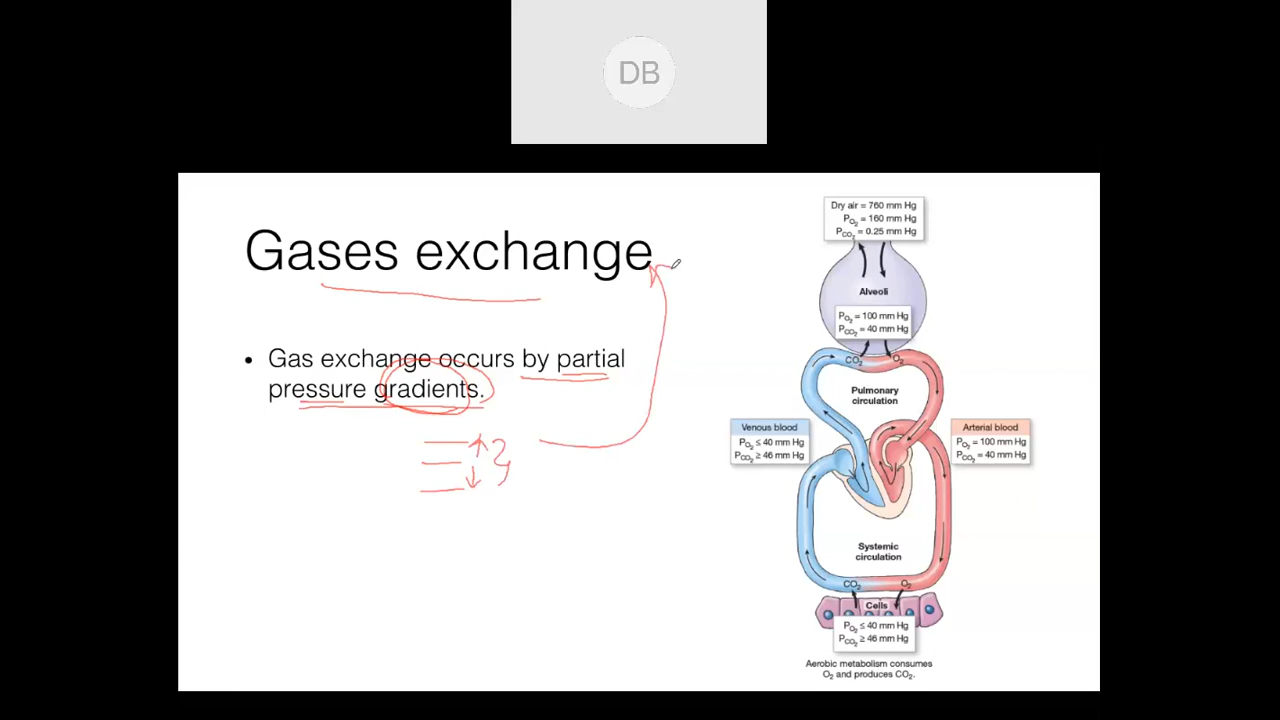 DB
Gases exchange
• Gas exchange occurs by partial
pressure gradients.
Dry air = 760 mm Hg
PO2 = 160 mm Hg
PCO2 = 0.25 mm Hg
Alveoli
PO2 = 100 mm Hg
PCO2 = 40 mm Hg
CO2 O2
Pulmonary
circulation
Venous blood
PO2 ≤ 40 mm Hg
PCO2 ≥ 46 mm Hg
Arterial blood
PO2 = 100 mm Hg
PCO2 = 40 mm Hg
Systemic
circulation
CO2 O2
Cells
PO2 ≤ 40 mm Hg
PCO2 ≥ 46 mm Hg
Aerobic metabolism consumes
O2 and produces CO2.